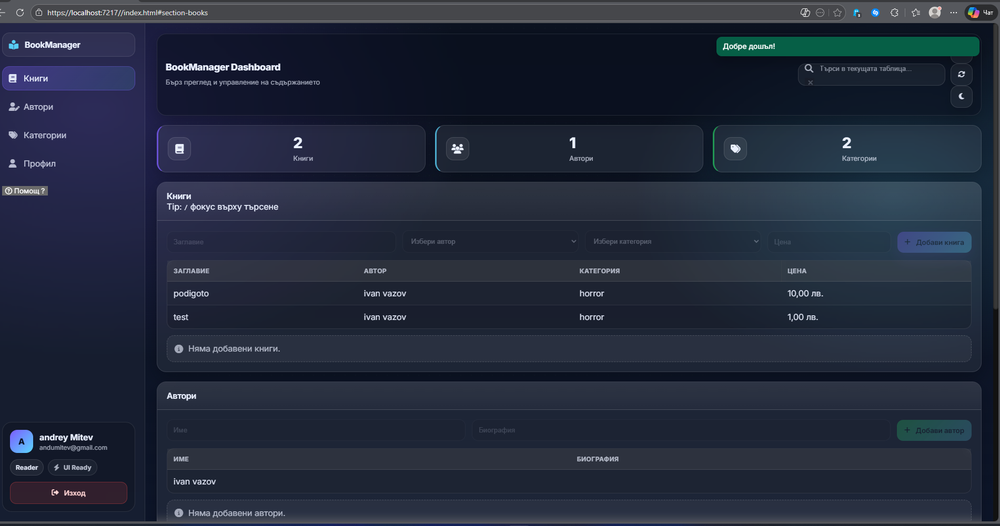 https://localhost:7217//index.html#section-books
3
Чат
BookManager
Книги
Автори
Категории
Профил
Помощ ?
A
andrey Mitev
andumitev@gmail.com
Reader
UI Ready
Изход
BookManager Dashboard
Бърз преглед и управление на съдържанието
Добре дошъл!
Търси в текущата таблица...
2
Книги
1
Автори
2
Категории
Книги
Tip: / фокус върху търсене
Заглавие
Избери автор
Избери категория
Цена
+ Добави книга
ЗАГЛАВИЕ АВТОР КАТЕГОРИЯ ЦЕНА
podigoto ivan vazov horror 10,00 лв.
test ivan vazov horror 1,00 лв.
Няма добавени книги.
Автори
Име
Биография
+ Добави автор
ИМЕ БИОГРАФИЯ
ivan vazov
Няма добавени автори.